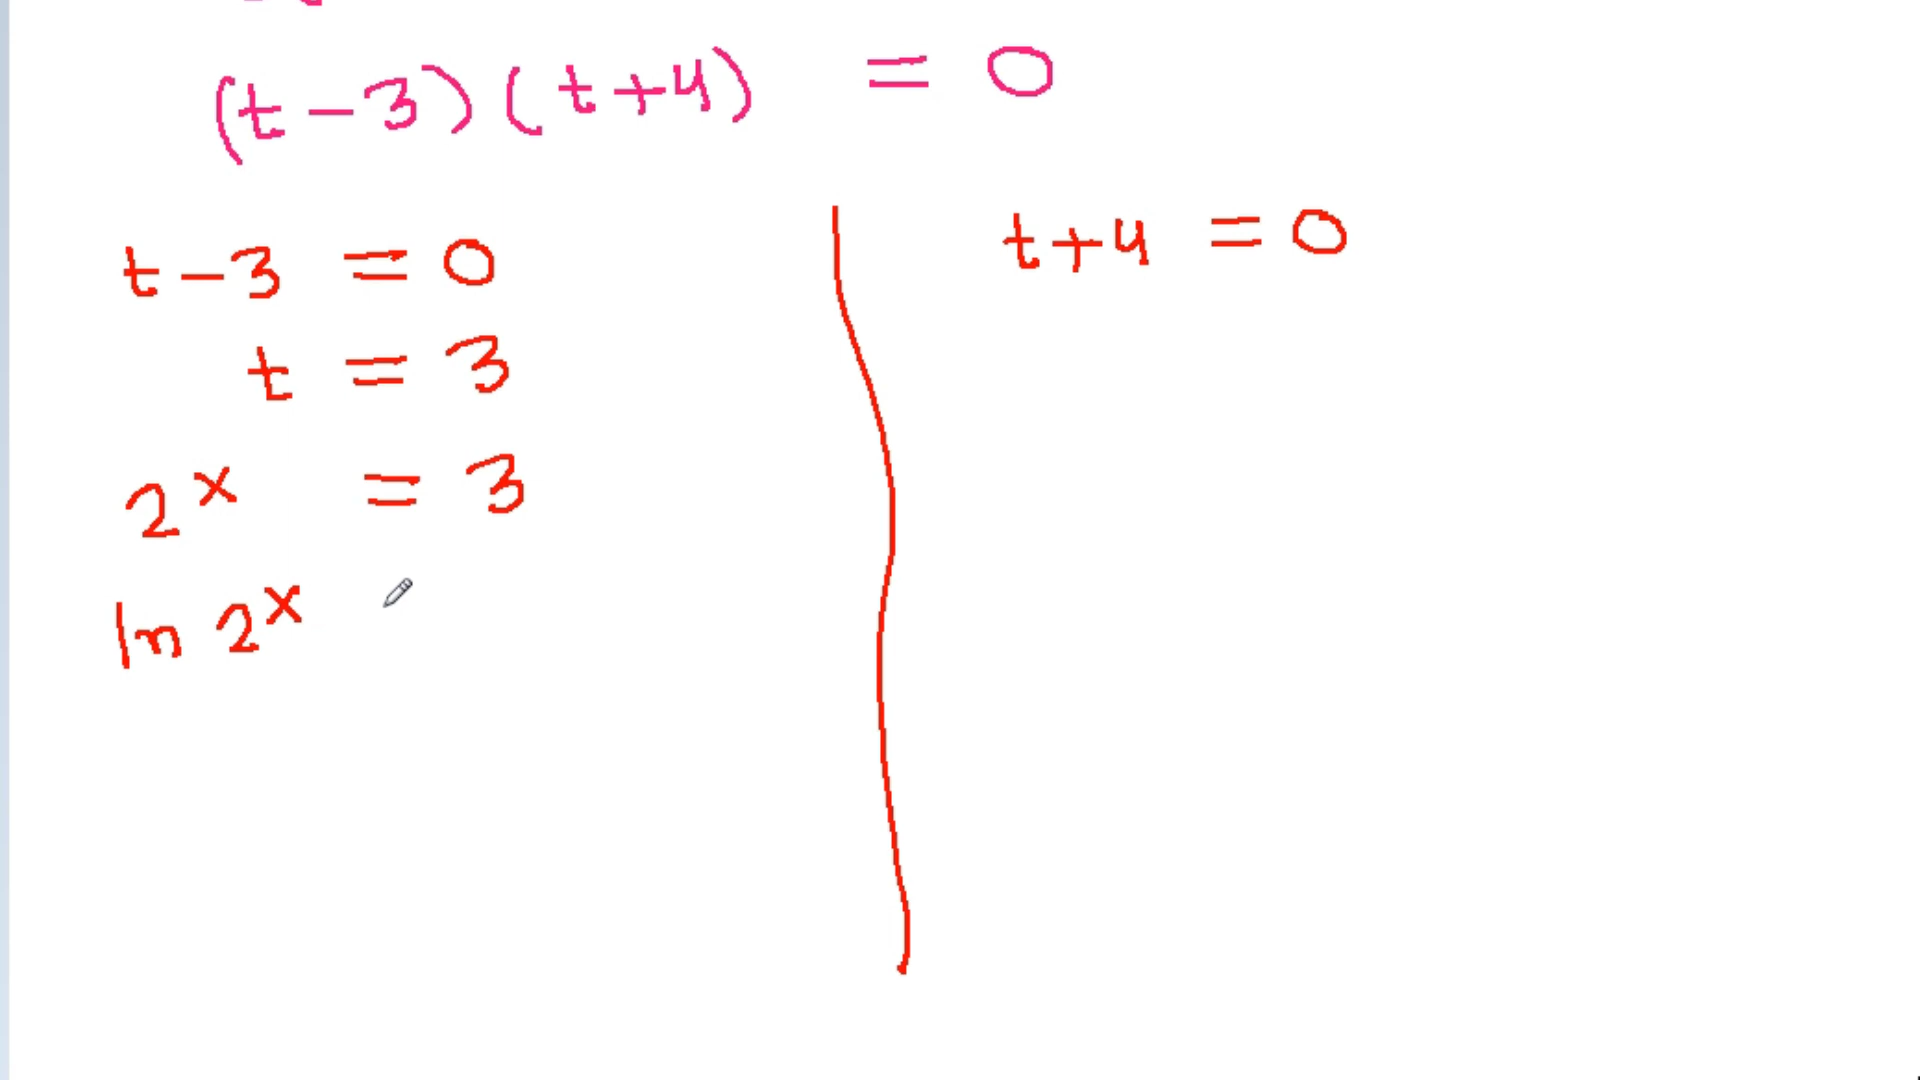 (t-3)(t+4) = 0
t-3 = 0
t = 3
2ˣ = 3
ln 2ˣ
t+4 = 0